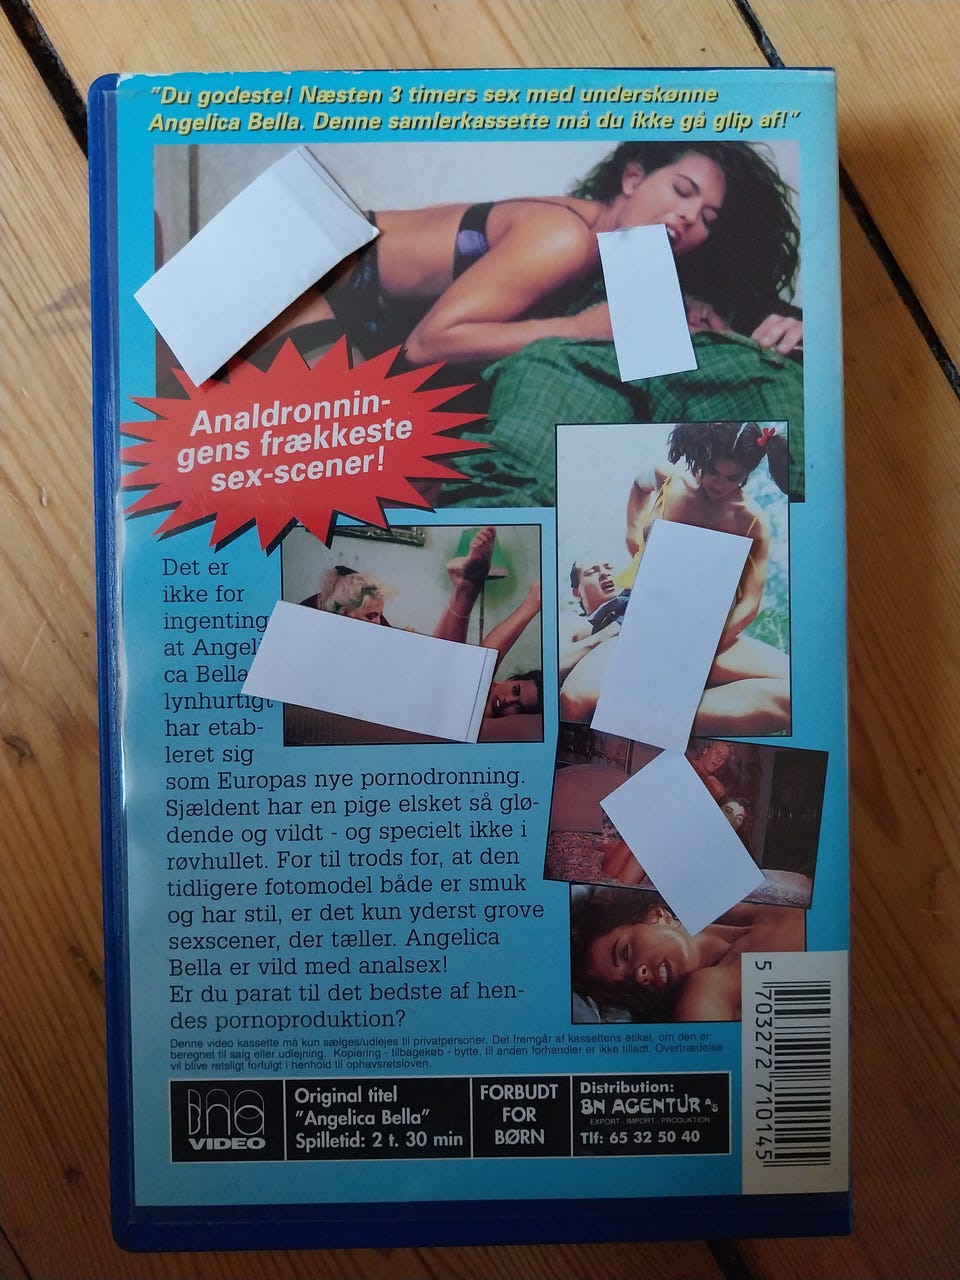 "Du godeste! Næsten 3 timers sex med underskønne
Angelica Bella. Denne samlerkassette må du ikke gå glip af!"
Analdronnin-
gens frækkeste
sex-scener!
Det er
ikke for
ingenting
at Angeli
ca Bella
lynhurtigt
har etab-
leret sig
som Europas nye pornodronning.
Sjældent har en pige elsket så glø-
dende og vildt - og specielt ikke i
røvhullet. For til trods for, at den
tidligere fotomodel både er smuk
og har stil, er det kun yderst grove
sexscener, der tæller. Angelica
Bella er vild med analsex!
Er du parat til det bedste af hen-
des pornoproduktion?
Denne video kassette må kun sælges/udlejes til privatpersoner. Det fremgår af kassettens etiket, om den er
beregnet til salg eller udlejning. Kopiering - tilbagekøb - bytte, til anden forhandler er ikke tilladt. Overtrædelse
vil blive retsligt forfulgt i henhold til ophavsretsloven.
BNA
VIDEO
Original titel
"Angelica Bella"
Spilletid: 2 t. 30 min
FORBUDT
FOR
BØRN
Distribution:
BN AGENTUR A/S
EXPORT - IMPORT - PRODUKTION
Tlf: 65 32 50 40
5 703272 710145